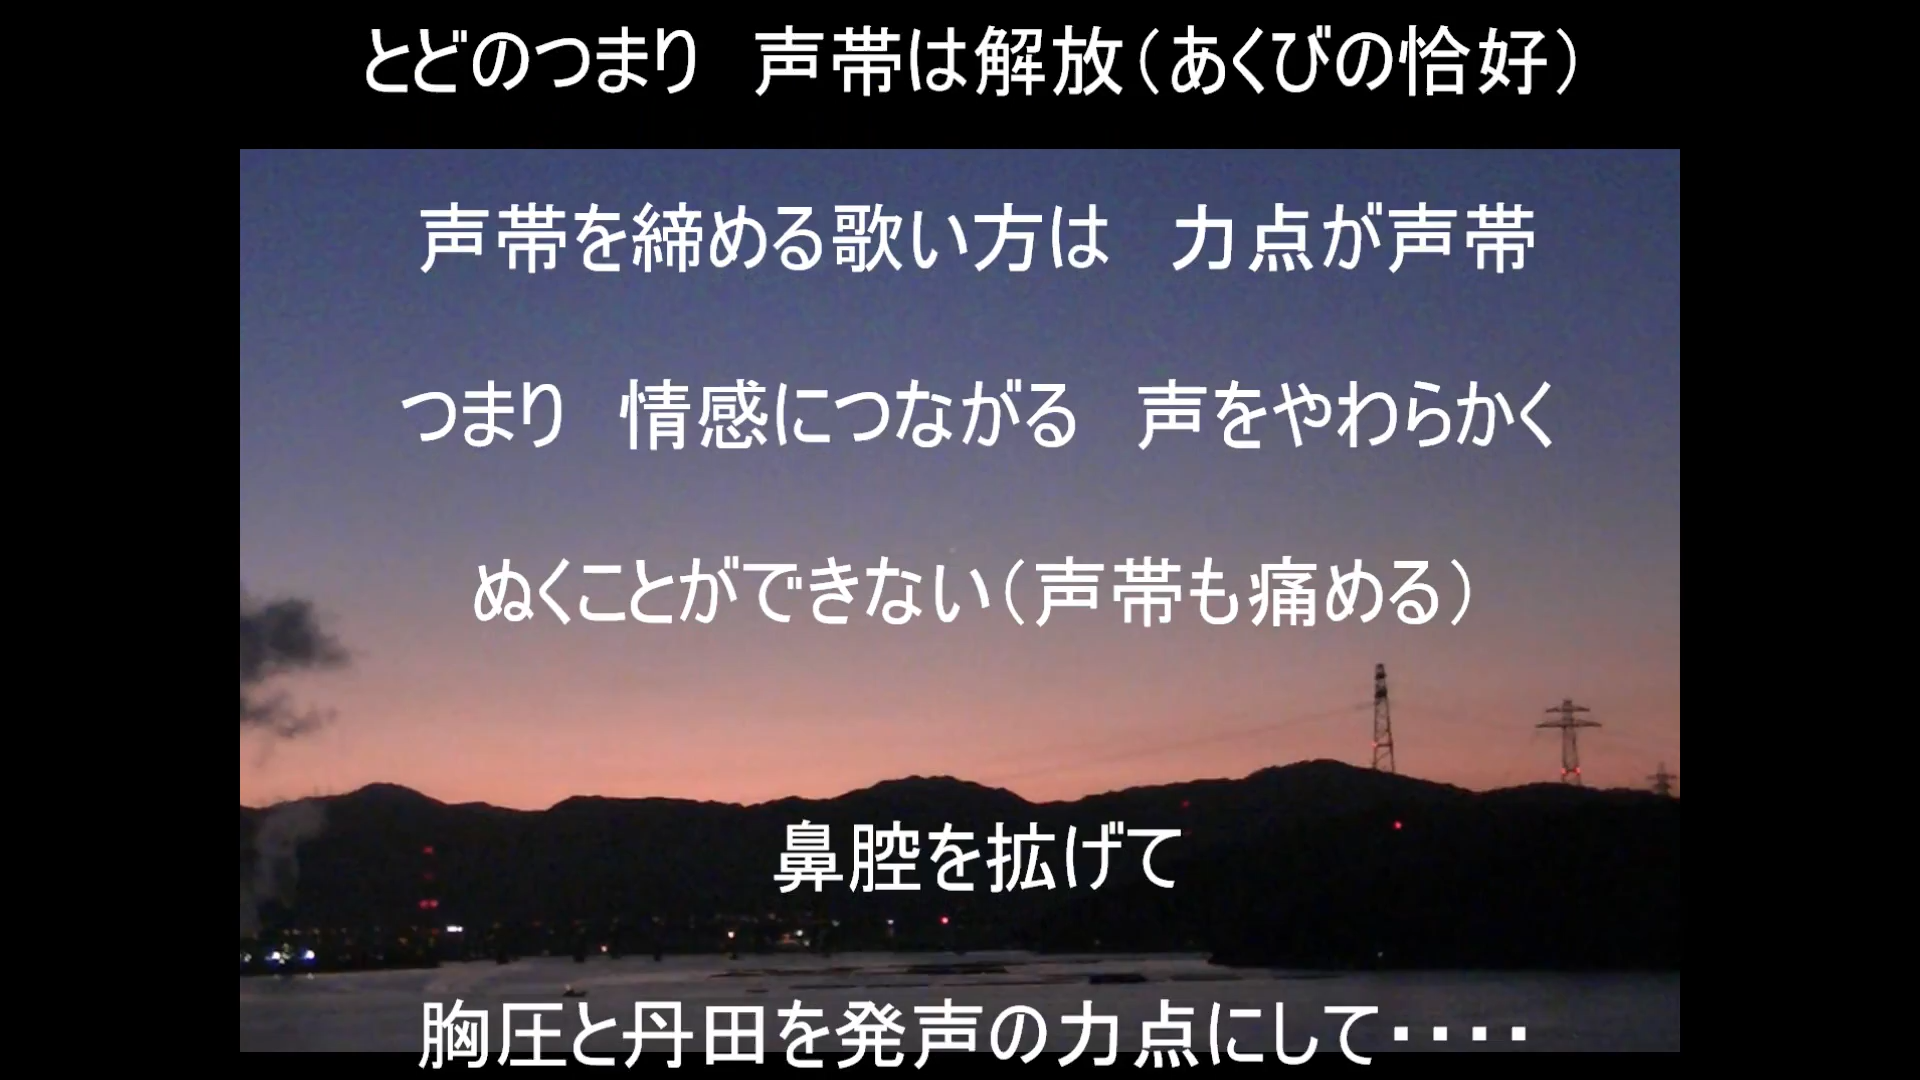 とどのつまり　声帯は解放（あくびの恰好）
声帯を締める歌い方は　力点が声帯
つまり　情感につながる　声をやわらかく
ぬくことができない（声帯も痛める）
鼻腔を拡げて
胸圧と丹田を発声の力点にして・・・・